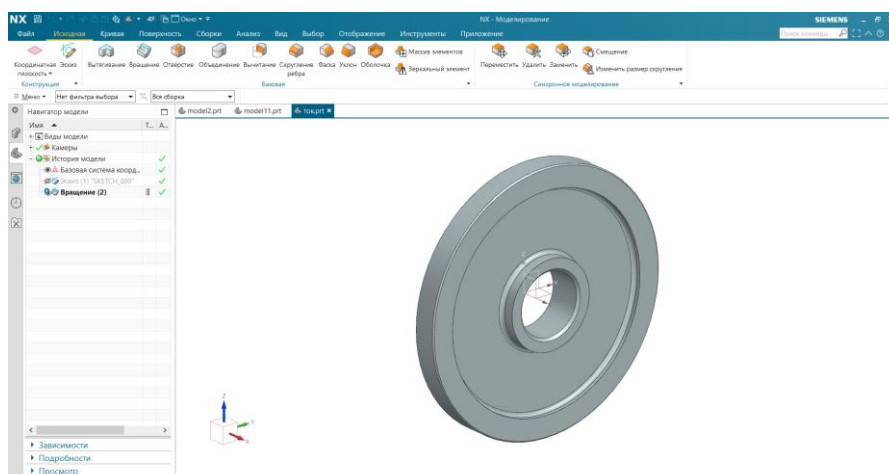 NX Окно
NX - Моделирование
SIEMENS
Файл Исходная Кривая Поверхность Сборки Анализ Вид Выбор Отображение Инструменты Приложение
Поиск команды
Координатная плоскость Эскиз
Вытягивание Вращение Отверстие Объединение Вычитание Скругление ребра Фаска Уклон Оболочка
Массив элементов
Зеркальный элемент
Переместить Удалить Заменить
Смещение
Изменить размер скругления
Конструкция Базовая Синхронное моделирование
Меню Нет фильтра выбора Вся сборка
Навигатор модели
model2.prt model11.prt ток.prt
Имя Т... А...
Виды модели
Камеры
История модели
Базовая система коорд...
Эскиз (1) "SKETCH_000"
Вращение (2)
Зависимости
Подробности
Просмотр
Z
Y
X